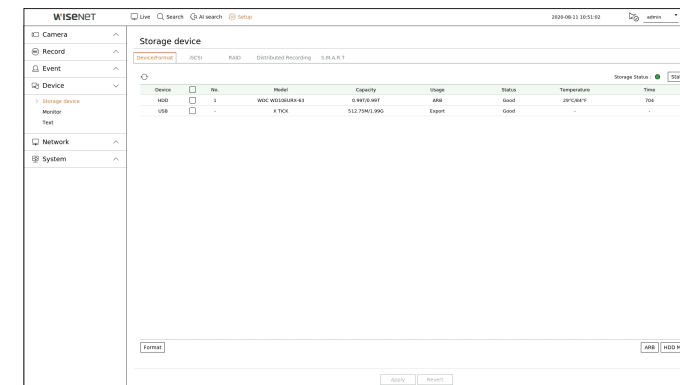 WISENET
Live Search AI search Setup 2020-08-11 10:51:02 admin
Camera
Record
Event
Device
Storage device
Monitor
Text
Network
System
Storage device
Device/Format iSCSI RAID Distributed Recording S.M.A.R.T
Storage Status :
Device No. Model Capacity Usage Status Temperature Time
HDD 1 WDC WD10EURX-63 0.99T/0.99T ARB Good 29°C/84°F 704
USB - X TICK 512.75M/1.99G Export Good - -
Format ARB HDD M
Apply Revert